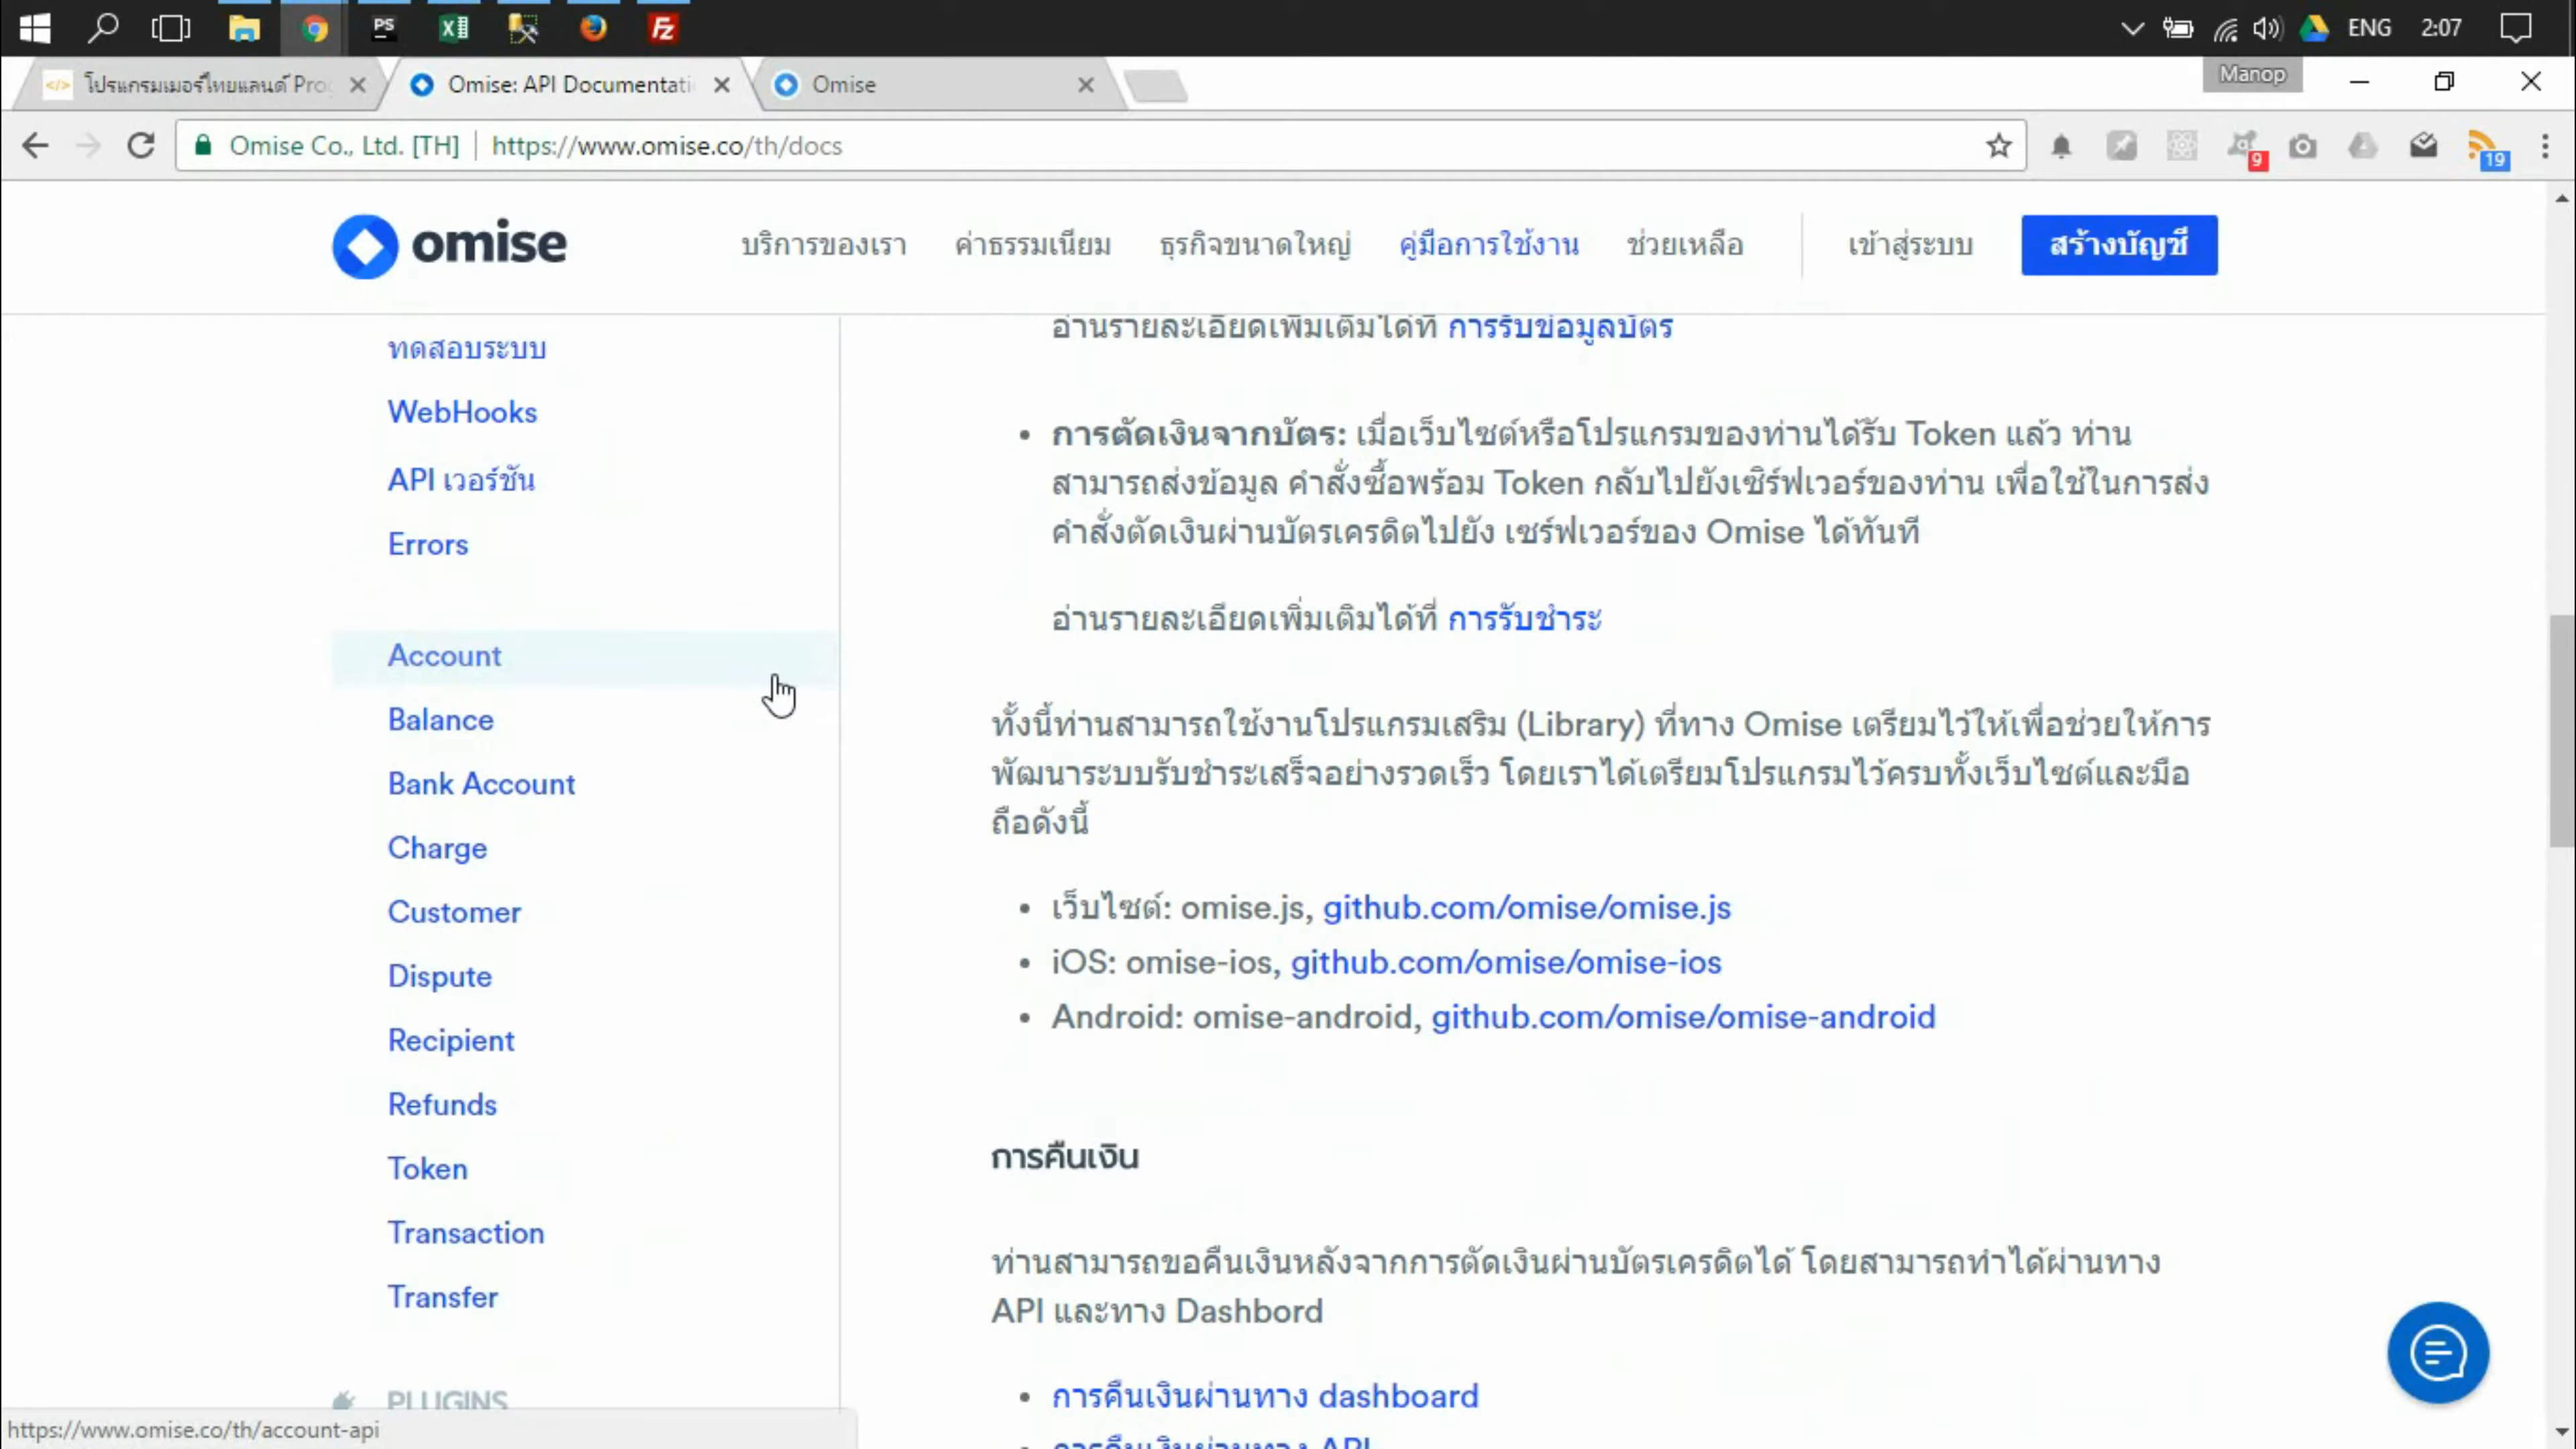 ENG 2:07
โปรแกรมเมอร์ไทยแลนด์ Pro
Omise: API Documentati
Omise
Manop
Omise Co., Ltd. [TH] https://www.omise.co/th/docs
9
19
omise
บริการของเรา
ค่าธรรมเนียม
ธุรกิจขนาดใหญ่
คู่มือการใช้งาน
ช่วยเหลือ
เข้าสู่ระบบ
สร้างบัญชี
ทดสอบระบบ
WebHooks
API เวอร์ชัน
Errors
Account
Balance
Bank Account
Charge
Customer
Dispute
Recipient
Refunds
Token
Transaction
Transfer
PLUGINS
อ่านรายละเอียดเพิ่มเติมได้ที่ การรับข้อมูลบัตร
การตัดเงินจากบัตร: เมื่อเว็บไซต์หรือโปรแกรมของท่านได้รับ Token แล้ว ท่าน
สามารถส่งข้อมูล คำสั่งซื้อพร้อม Token กลับไปยังเซิร์ฟเวอร์ของท่าน เพื่อใช้ในการส่ง
คำสั่งตัดเงินผ่านบัตรเครดิตไปยัง เซร์ฟเวอร์ของ Omise ได้ทันที
อ่านรายละเอียดเพิ่มเติมได้ที่ การรับชำระ
ทั้งนี้ท่านสามารถใช้งานโปรแกรมเสริม (Library) ที่ทาง Omise เตรียมไว้ให้เพื่อช่วยให้การ
พัฒนาระบบรับชำระเสร็จอย่างรวดเร็ว โดยเราได้เตรียมโปรแกรมไว้ครบทั้งเว็บไซต์และมือ
ถือดังนี้
เว็บไซต์: omise.js, github.com/omise/omise.js
iOS: omise-ios, github.com/omise/omise-ios
Android: omise-android, github.com/omise/omise-android
การคืนเงิน
ท่านสามารถขอคืนเงินหลังจากการตัดเงินผ่านบัตรเครดิตได้ โดยสามารถทำได้ผ่านทาง
API และทาง Dashbord
การคืนเงินผ่านทาง dashboard
การคืนเงินผ่านทาง API
https://www.omise.co/th/account-api